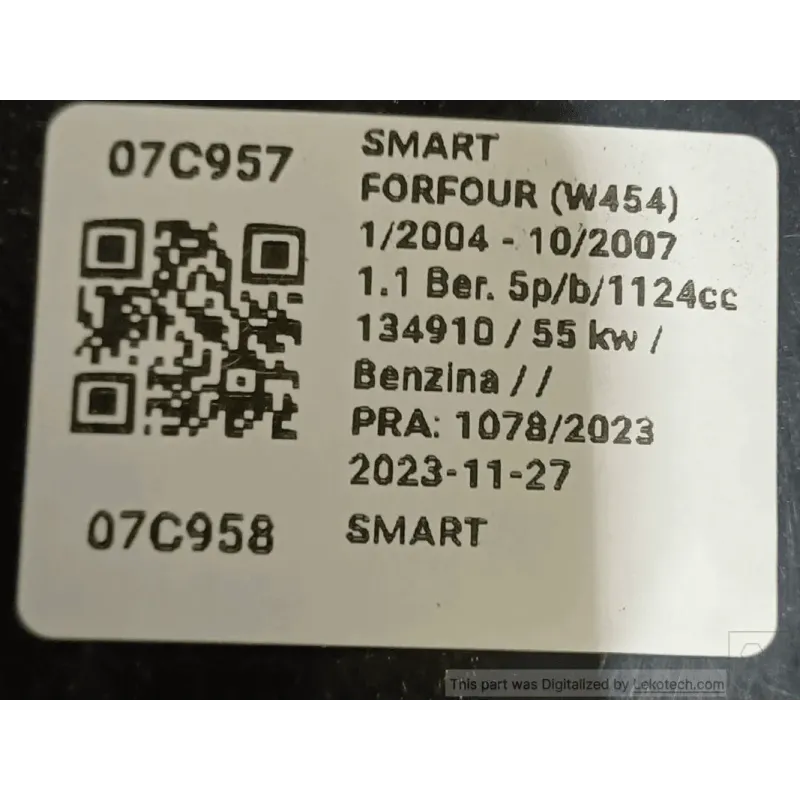 07C957
SMART
FORFOUR (W454)
1/2004 - 10/2007
1.1 Ber. 5p/b/1124cc
134910 / 55 kw /
Benzina / /
PRA: 1078/2023
2023-11-27
07C958
SMART
This part was Digitalized by Lekotech.com